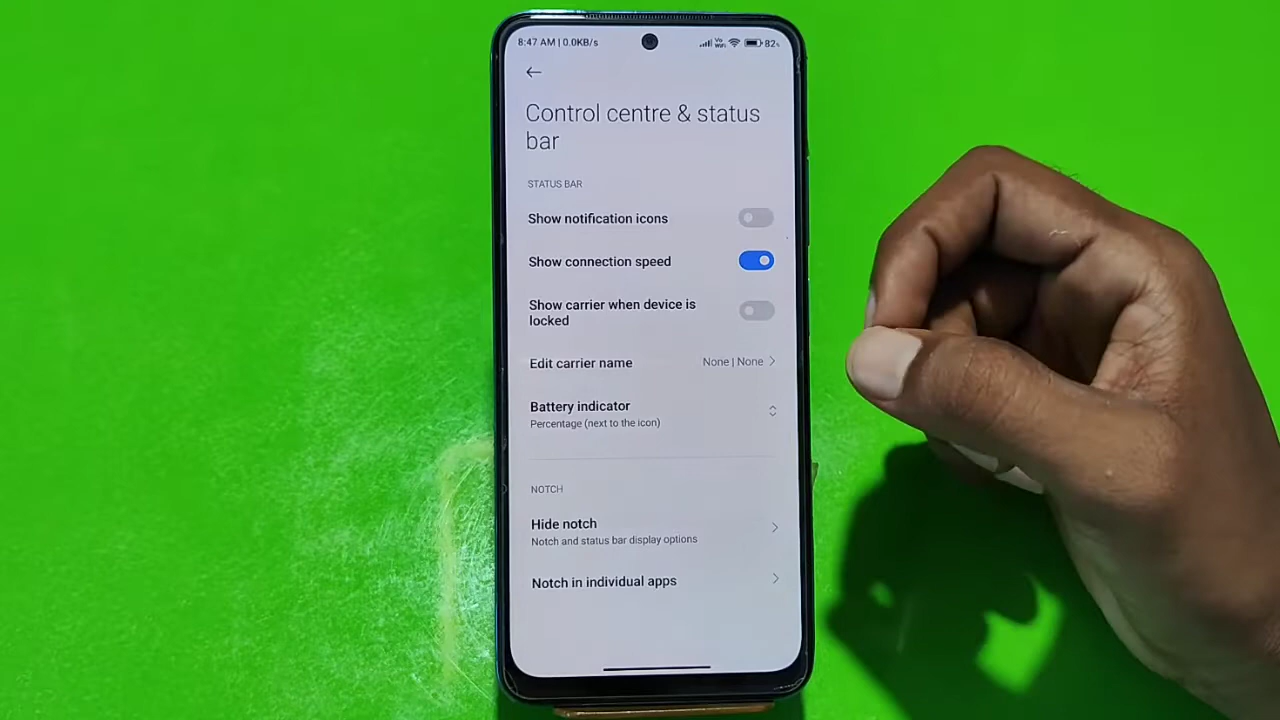 8:47 AM | 0.0KB/s Vo WiFi 82%
Control centre & status
bar
STATUS BAR
Show notification icons
Show connection speed
Show carrier when device is
locked
Edit carrier name None | None
Battery indicator
Percentage (next to the icon)
NOTCH
Hide notch
Notch and status bar display options
Notch in individual apps